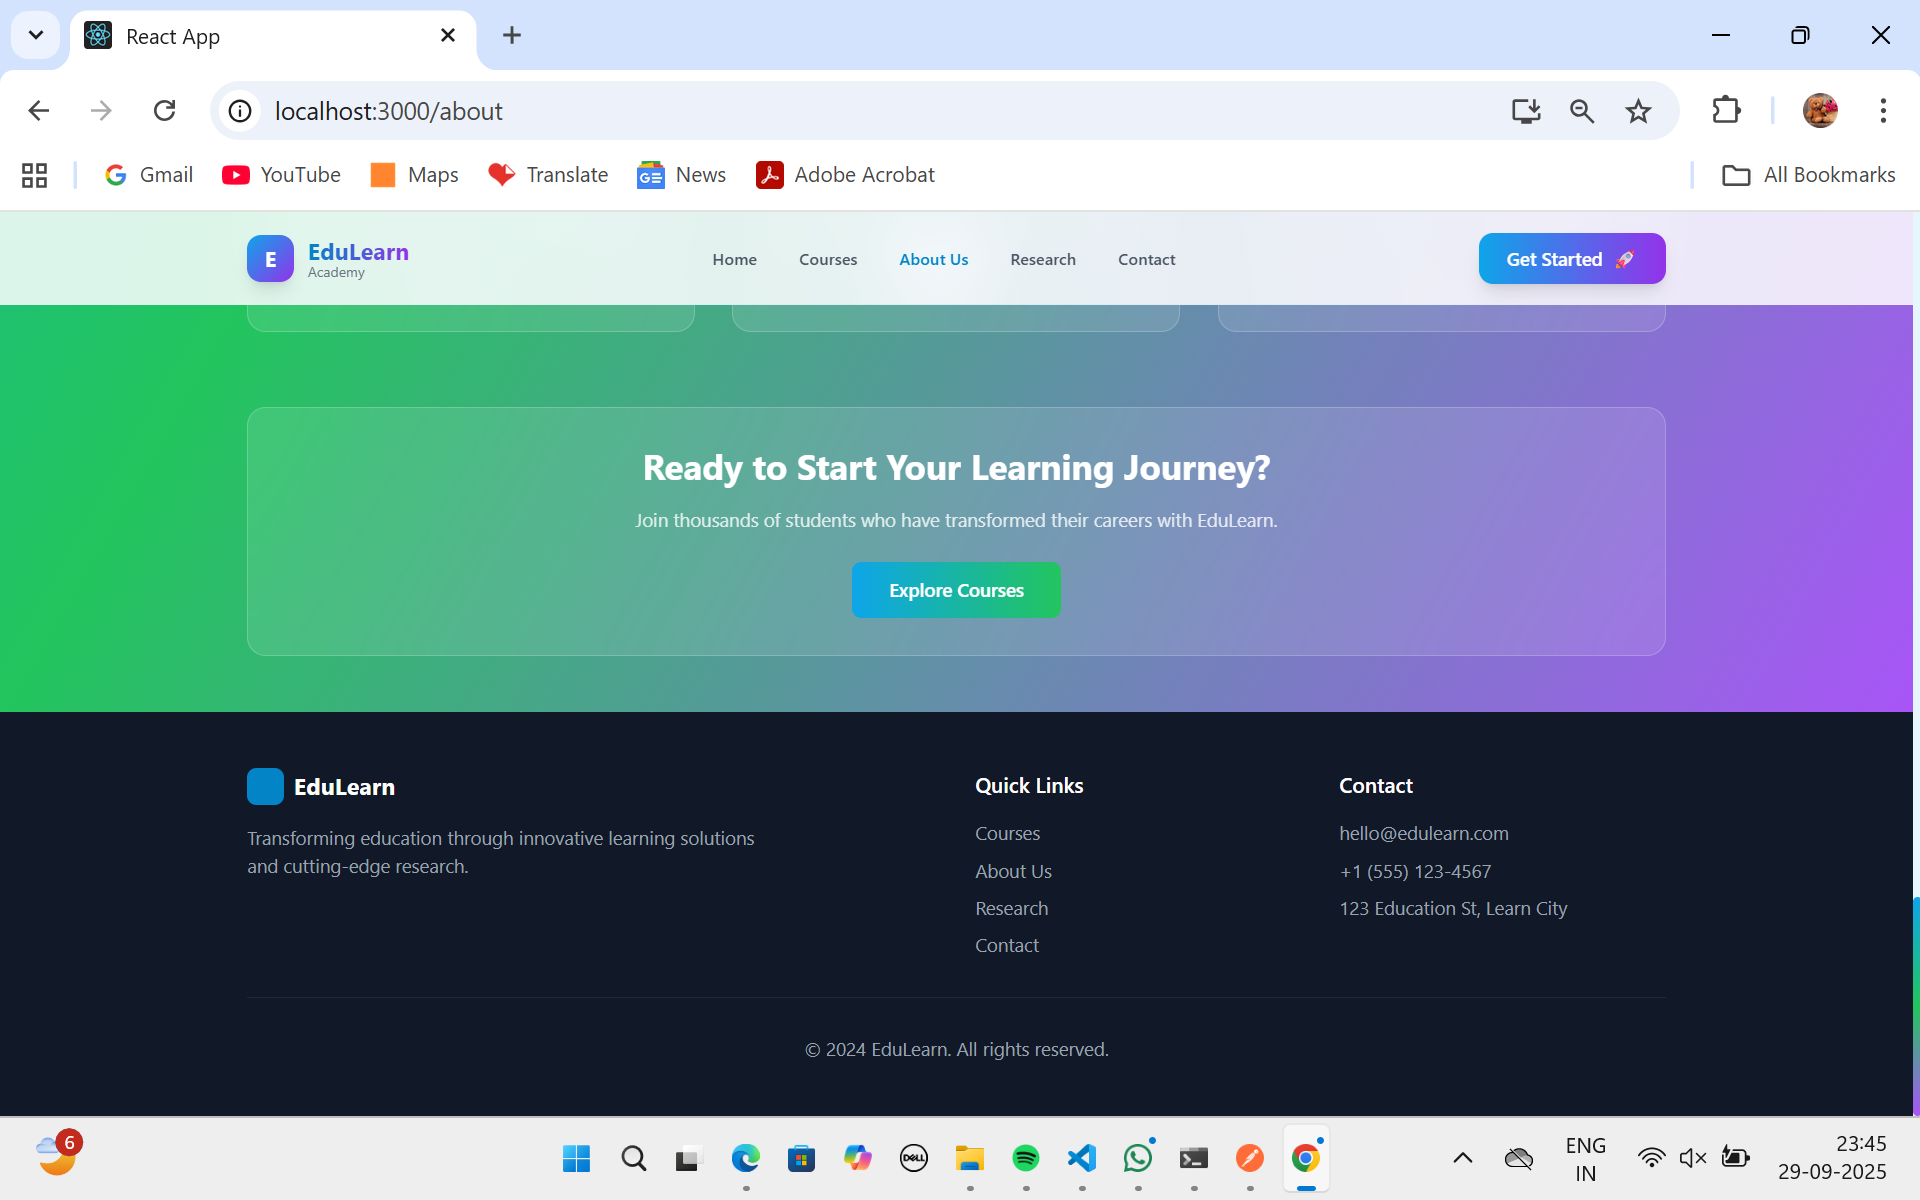 React App
localhost:3000/about
Gmail
YouTube
Maps
Translate
News
Adobe Acrobat
All Bookmarks
E
EduLearn
Academy
Home
Courses
About Us
Research
Contact
Get Started 🚀
Ready to Start Your Learning Journey?
Join thousands of students who have transformed their careers with EduLearn.
Explore Courses
EduLearn
Transforming education through innovative learning solutions
and cutting-edge research.
Quick Links
Courses
About Us
Research
Contact
Contact
hello@edulearn.com
+1 (555) 123-4567
123 Education St, Learn City
© 2024 EduLearn. All rights reserved.
6
DELL
ENG
IN
23:45
29-09-2025